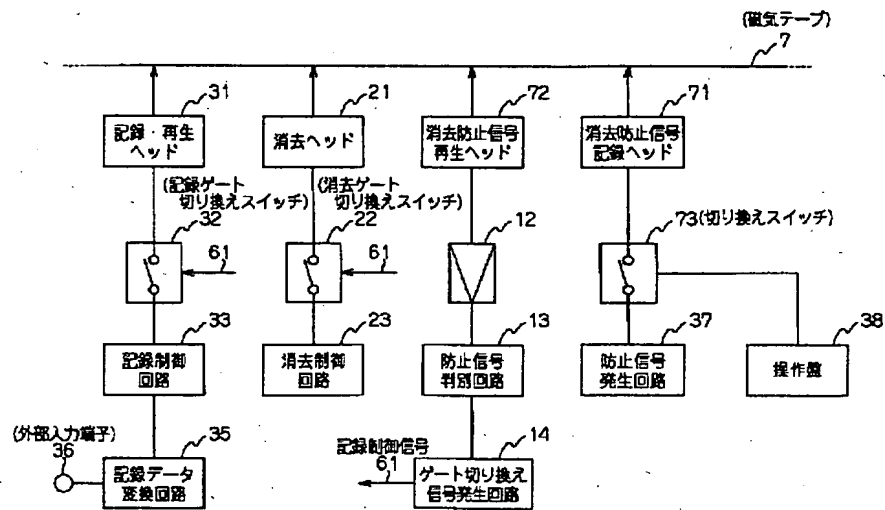 (磁気テープ)
7
31
21
72
71
記録・再生
ヘッド
消去ヘッド
消去防止信号
再生ヘッド
消去防止信号
記録ヘッド
(記録ゲート
切り換えスイッチ)
(消去ゲート
切り換えスイッチ)
32
22
12
73(切り換えスイッチ)
61
61
33
23
13
37
38
記録制御
回路
消去制御
回路
防止信号
判別回路
防止信号
発生回路
操作盤
(外部入力端子)
36
35
記録制御信号
61
14
記録データ
変換回路
ゲート切り換え
信号発生回路